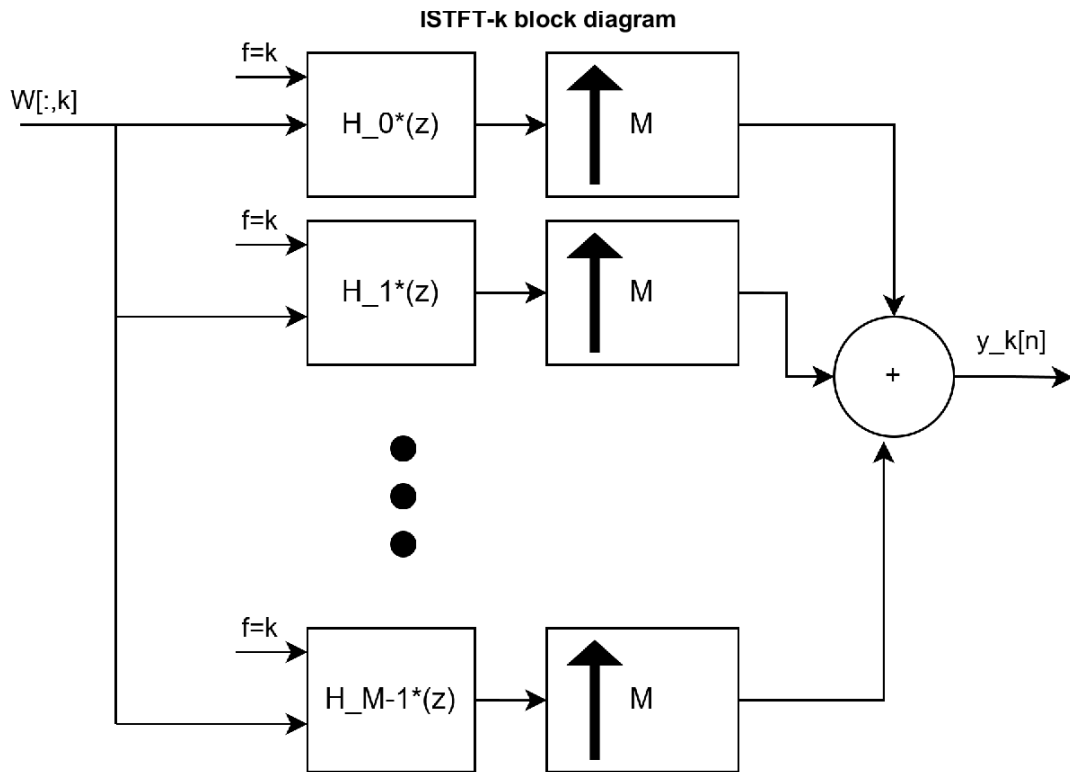 ISTFT-k block diagram
f=k
W[:,k]
H_0*(z)
M
f=k
H_1*(z)
M
y_k[n]
+
f=k
H_M-1*(z)
M